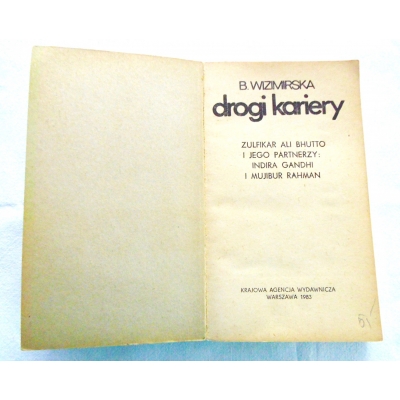 B. WIZIMIRSKA
drogi kariery
ZULFIKAR ALI BHUTTO
I JEGO PARTNERZY:
INDIRA GANDHI
I MUJIBUR RAHMAN
KRAJOWA AGENCJA WYDAWNICZA
WARSZAWA 1983